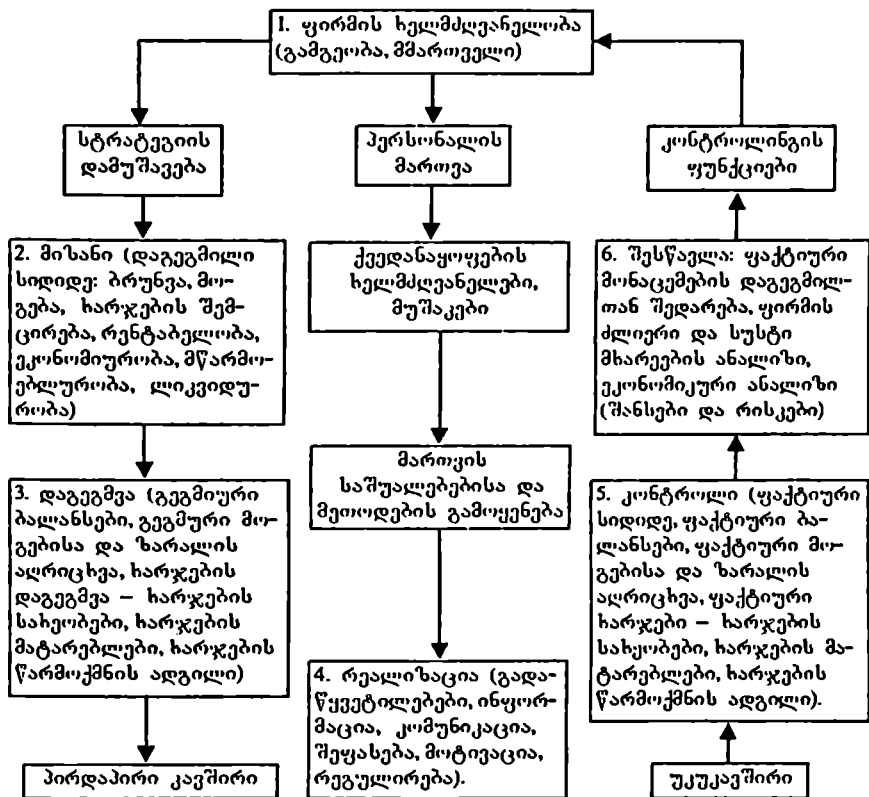 1. ფირმის ხელმძღვანელობა
(გამგეობა, მმართველი)
სტრატეგიის
დამუშავება
პერსონალის
მართვა
კონტროლინგის
ფუნქციები
2. მიზანი (დაგეგმილი
სიდიდე: ბრუნვა, მო-
გება, ხარჯების შემ-
ცირება, რენტაბელობა,
ეკონომიურობა, მწარმო-
ებლურობა, ლიკვიდუ-
რობა)
ქვედანაყოფების
ხელმძღვანელები,
მუშაკები
6. შესწავლა: ფაქტიური
მონაცემების დაგეგმილ-
თან შედარება, ფირმის
ძლიერი და სუსტი
მხარეების ანალიზი,
ეკონომიკური ანალიზი
(შანსები და რისკები)
3. დაგეგმვა (გეგმიური
ბალანსები, გეგმური მო-
გებისა და ზარალის
აღრიცხვა, ხარჯების
დაგეგმვა – ხარჯების
სახეობები, ხარჯების
მატარებლები, ხარჯების
წარმოქმნის ადგილი)
მართვის
საშუალებებისა და
მეთოდების გამოყენება
5. კონტროლი (ფაქტიური
სიდიდე, ფაქტიური ბა-
ლანსები, ფაქტიური მო-
გებისა და ზარალის
აღრიცხვა, ფაქტიური
ხარჯები – ხარჯების
სახეობები, ხარჯების მა-
ტარებლები, ხარჯების
წარმოქმნის ადგილი).
4. რეალიზაცია (გადა-
წყვეტილებები, ინფორ-
მაცია, კომუნიკაცია,
შეფასება, მოტივაცია,
რეგულირება).
პირდაპირი კავშირი
უკუკავშირი